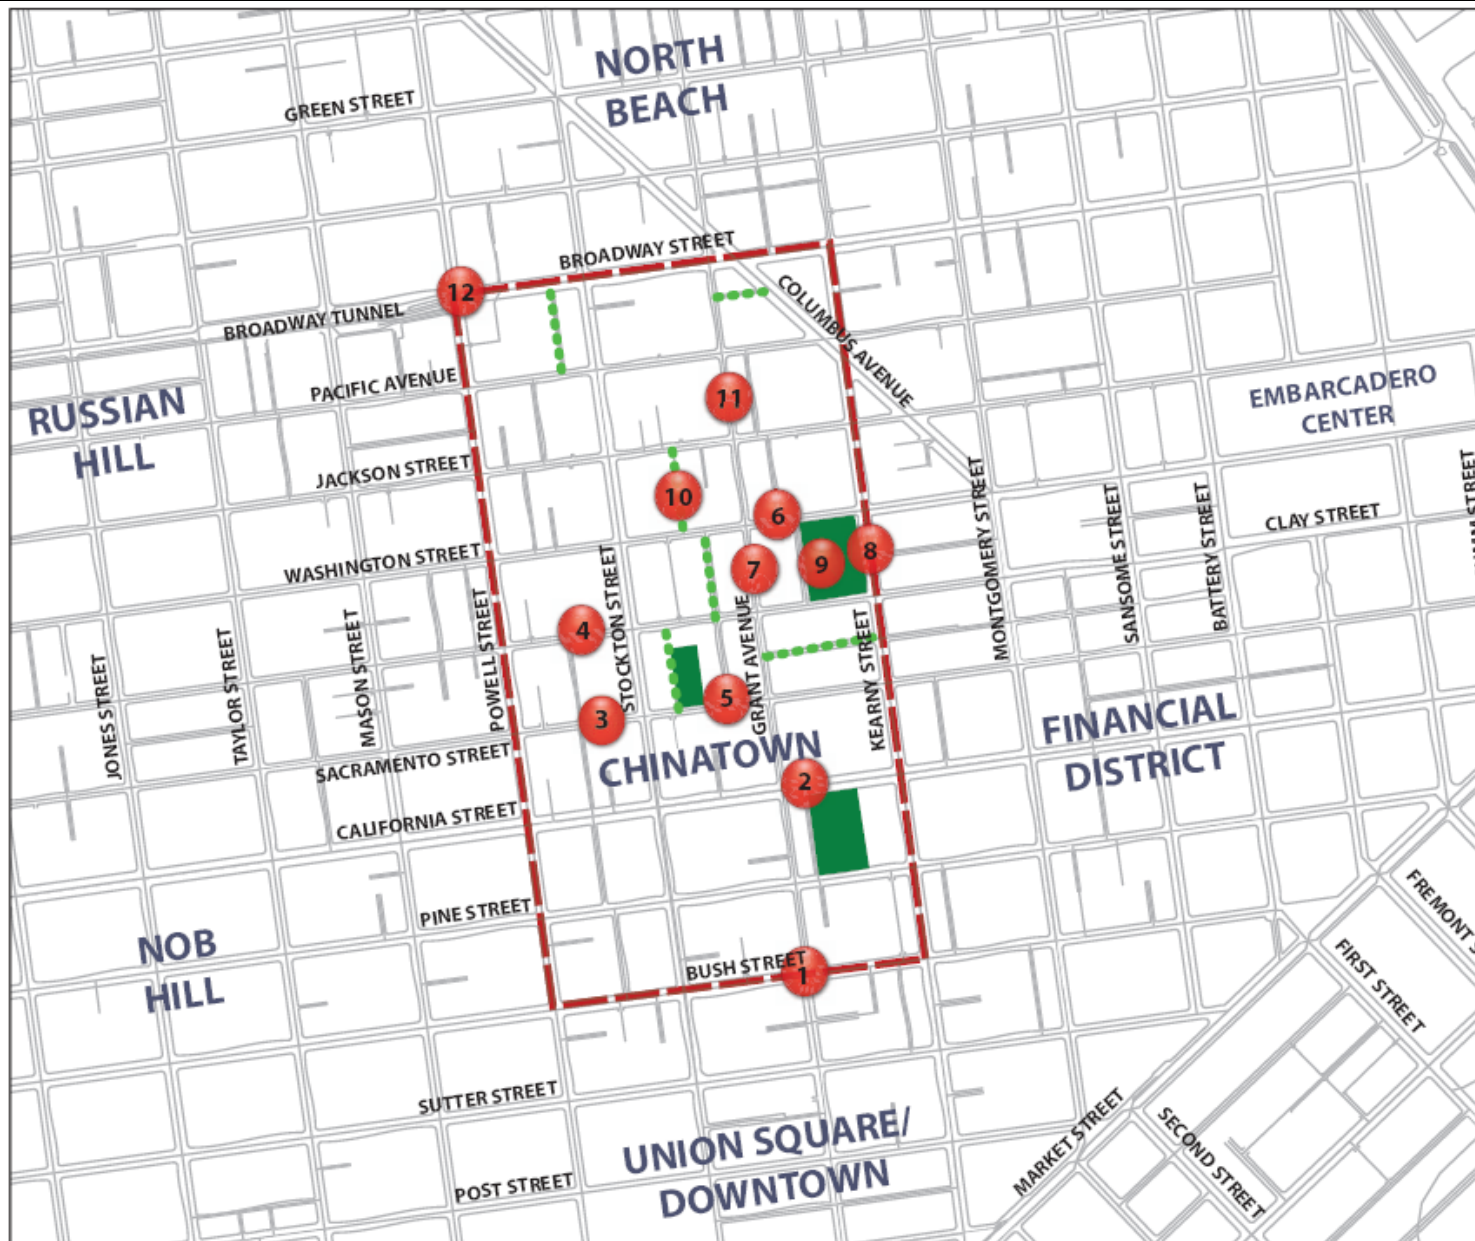 NORTH
BEACH
GREEN STREET
BROADWAY STREET
12
BROADWAY TUNNEL
COLUMBUS AVENUE
PACIFIC AVENUE
RUSSIAN
HILL
11
EMBARCADERO
CENTER
JACKSON STREET
10
6
CLAY STREET
WASHINGTON STREET
7
9
8
MONTGOMERY STREET
SANSOME STREET
BATTERY STREET
4
STOCKTON STREET
POWELL STREET
MASON STREET
TAYLOR STREET
JONES STREET
GRANT AVENUE
KEARNY STREET
5
3
FINANCIAL
DISTRICT
CHINATOWN
SACRAMENTO STREET
2
CALIFORNIA STREET
PINE STREET
NOB
HILL
BUSH STREET
1
FREMONT S
FIRST STREET
SUTTER STREET
MARKET STREET
SECOND STREET
UNION SQUARE/
DOWNTOWN
POST STREET